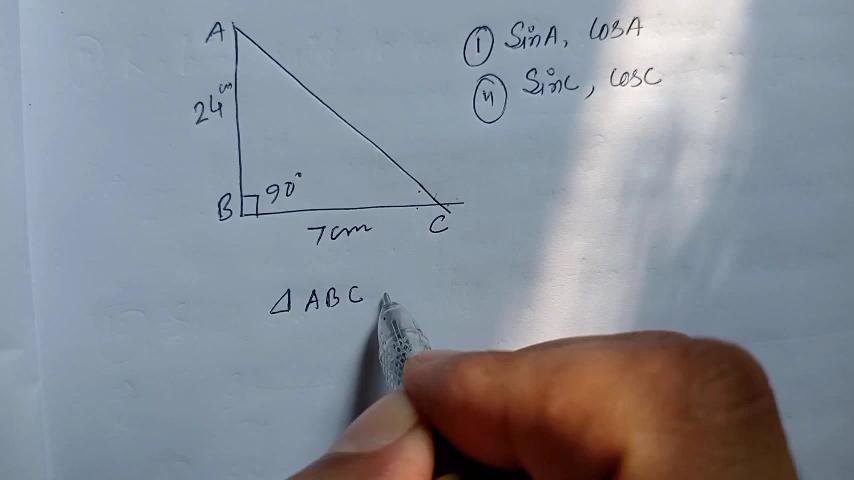 A
24cm
B 90°
7cm
C
(i) SinA, CosA
(ii) SinC, CosC
⊿ ABC